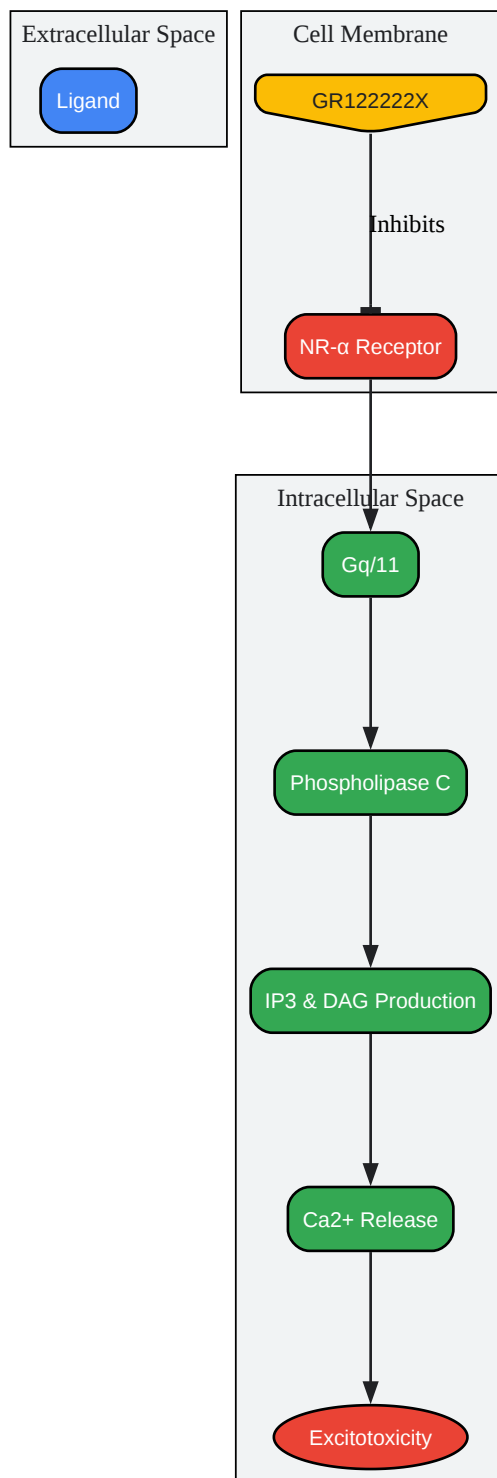 Extracellular Space
Ligand
Cell Membrane
GR122222X
Inhibits
NR-α Receptor
Intracellular Space
Gq/11
Phospholipase C
IP3 & DAG Production
Ca2+ Release
Excitotoxicity